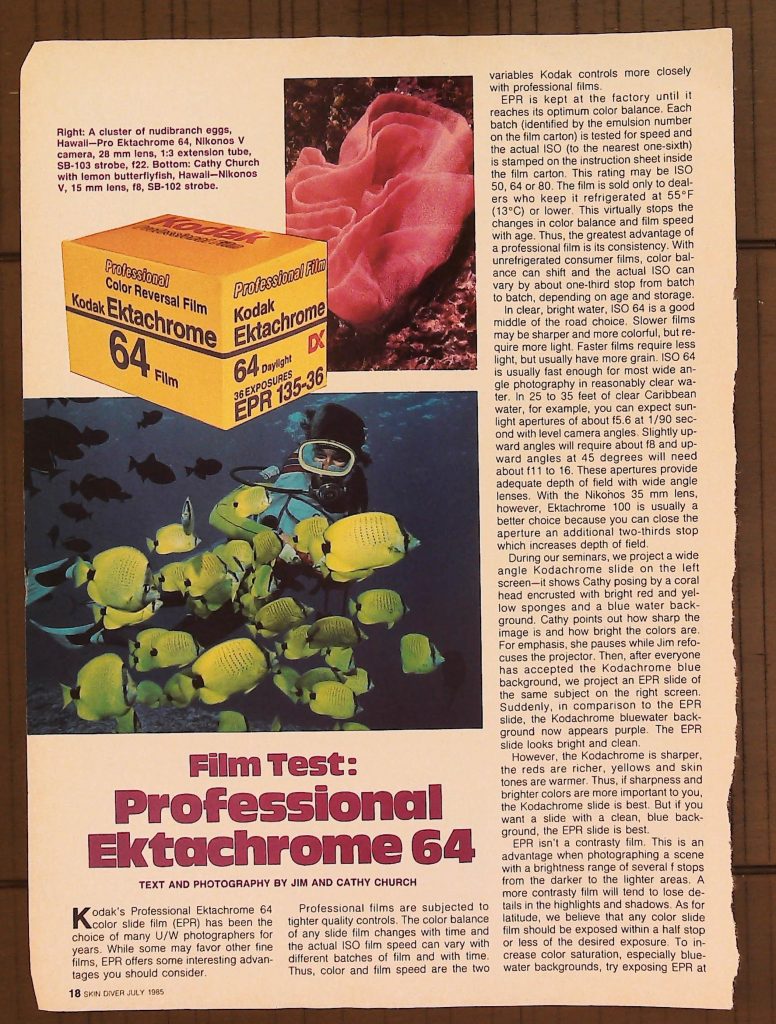 Right: A cluster of nudibranch eggs,
Hawaii—Pro Ektachrome 64, Nikonos V
camera, 28 mm lens, 1:3 extension tube,
SB-103 strobe, f22. Bottom: Cathy Church
with lemon butterflyfish, Hawaii—Nikonos
V, 15 mm lens, f8, SB-102 strobe.
Kodak
Professional
Color Reversal Film
Kodak Ektachrome
64 Film
Professional Film
Kodak
Ektachrome
DX
64 Daylight
36 EXPOSURES
EPR 135-36
Film Test:
Professional
Ektachrome 64
TEXT AND PHOTOGRAPHY BY JIM AND CATHY CHURCH
Kodak's Professional Ektachrome 64
color slide film (EPR) has been the
choice of many U/W photographers for
years. While some may favor other fine
films, EPR offers some interesting advan-
tages you should consider.
Professional films are subjected to
tighter quality controls. The color balance
of any slide film changes with time and
the actual ISO film speed can vary with
different batches of film and with time.
Thus, color and film speed are the two
variables Kodak controls more closely
with professional films.
EPR is kept at the factory until it
reaches its optimum color balance. Each
batch (identified by the emulsion number
on the film carton) is tested for speed and
the actual ISO (to the nearest one-sixth)
is stamped on the instruction sheet inside
the film carton. This rating may be ISO
50, 64 or 80. The film is sold only to deal-
ers who keep it refrigerated at 55°F
(13°C) or lower. This virtually stops the
changes in color balance and film speed
with age. Thus, the greatest advantage of
a professional film is its consistency. With
unrefrigerated consumer films, color bal-
ance can shift and the actual ISO can
vary by about one-third stop from batch
to batch, depending on age and storage.
In clear, bright water, ISO 64 is a good
middle of the road choice. Slower films
may be sharper and more colorful, but re-
quire more light. Faster films require less
light, but usually have more grain. ISO 64
is usually fast enough for most wide an-
gle photography in reasonably clear wa-
ter. In 25 to 35 feet of clear Caribbean
water, for example, you can expect sun-
light apertures of about f5.6 at 1/90 sec-
ond with level camera angles. Slightly up-
ward angles will require about f8 and up-
ward angles at 45 degrees will need
about f11 to 16. These apertures provide
adequate depth of field with wide angle
lenses. With the Nikonos 35 mm lens,
however, Ektachrome 100 is usually a
better choice because you can close the
aperture an additional two-thirds stop
which increases depth of field.
During our seminars, we project a wide
angle Kodachrome slide on the left
screen—it shows Cathy posing by a coral
head encrusted with bright red and yel-
low sponges and a blue water back-
ground. Cathy points out how sharp the
image is and how bright the colors are.
For emphasis, she pauses while Jim refo-
cuses the projector. Then, after everyone
has accepted the Kodachrome blue
background, we project an EPR slide of
the same subject on the right screen.
Suddenly, in comparison to the EPR
slide, the Kodachrome bluewater back-
ground now appears purple. The EPR
slide looks bright and clean.
However, the Kodachrome is sharper,
the reds are richer, yellows and skin
tones are warmer. Thus, if sharpness and
brighter colors are more important to you,
the Kodachrome slide is best. But if you
want a slide with a clean, blue back-
ground, the EPR slide is best.
EPR isn't a contrasty film. This is an
advantage when photographing a scene
with a brightness range of several f stops
from the darker to the lighter areas. A
more contrasty film will tend to lose de-
tails in the highlights and shadows. As for
latitude, we believe that any color slide
film should be exposed within a half stop
or less of the desired exposure. To in-
crease color saturation, especially blue-
water backgrounds, try exposing EPR at
18 SKIN DIVER JULY 1985